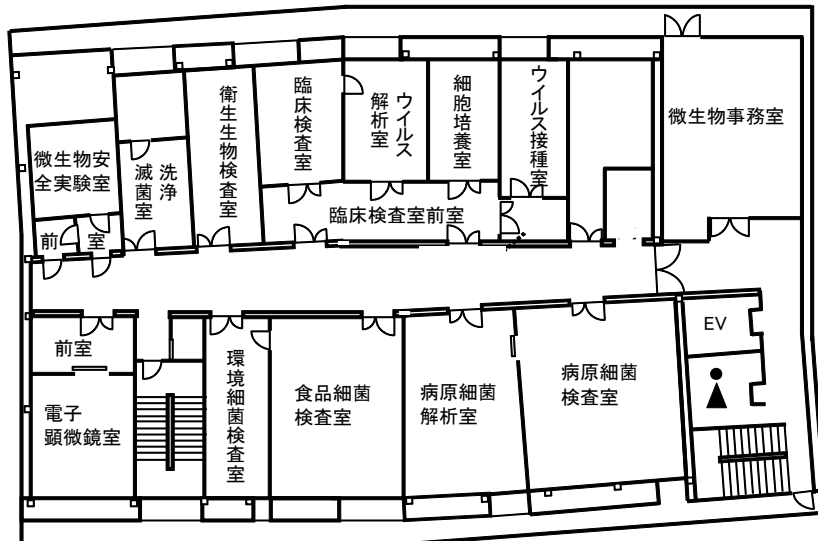 微生物安
全実験室
前
室
洗浄
滅菌室
衛生生物検査室
臨床検査室
ウイルス
解析室
細胞培養室
ウイルス接種室
微生物事務室
臨床検査室前室
前室
電子
顕微鏡室
環境細菌検査室
食品細菌
検査室
病原細菌
解析室
病原細菌
検査室
EV